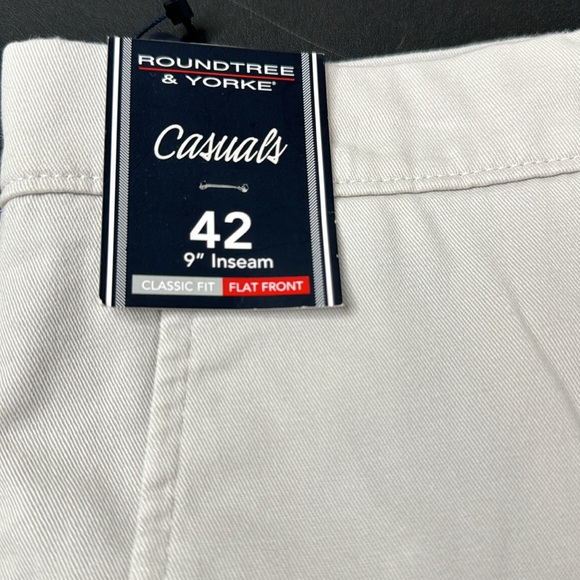 ROUNDTREE
& YORKE®
Casuals
42
9" Inseam
CLASSIC FIT FLAT FRONT